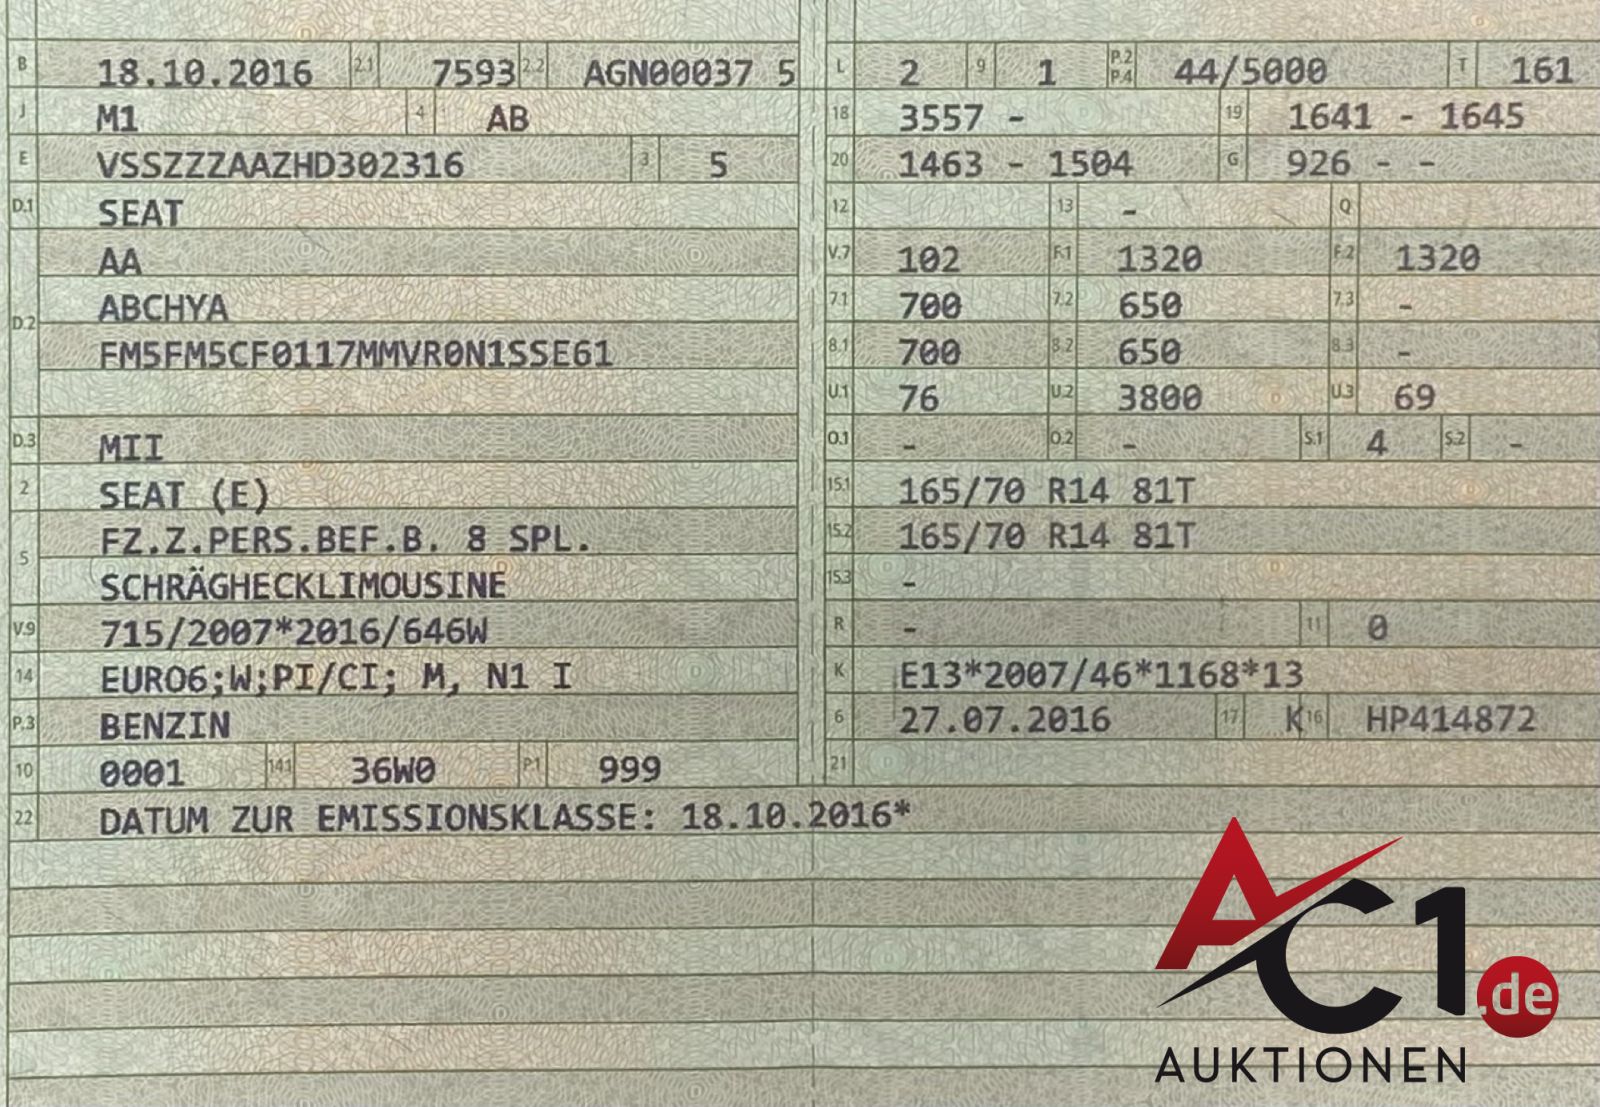 B 18.10.2016 2.1 7593 2.2 AGN00037 5
J M1 4 AB
E VSSZZZAAZHD302316 3 5
D.1 SEAT
AA
D.2 ABCHYA
FM5FM5CF0117MMVR0N1SSE61
D.3 MII
2 SEAT (E)
5 FZ.Z.PERS.BEF.B. 8 SPL.
SCHRÄGHECKLIMOUSINE
V.9 715/2007*2016/646W
14 EURO6;W;PI/CI; M, N1 I
P.3 BENZIN
10 0001 14.1 36W0 P.1 999
22 DATUM ZUR EMISSIONSKLASSE: 18.10.2016*
L 2 9 1 P.2 P.4 44/5000 T 161
18 3557 - 19 1641 - 1645
20 1463 - 1504 G 926 - -
12 13 - Q
V.7 102 F.1 1320 F.2 1320
7.1 700 7.2 650 7.3 -
8.1 700 8.2 650 8.3 -
U.1 76 U.2 3800 U.3 69
O.1 - O.2 - S.1 4 S.2 -
15.1 165/70 R14 81T
15.2 165/70 R14 81T
15.3 -
R - 11 0
K E13*2007/46*1168*13
6 27.07.2016 17 K 16 HP414872
21
AC1.de
AUKTIONEN